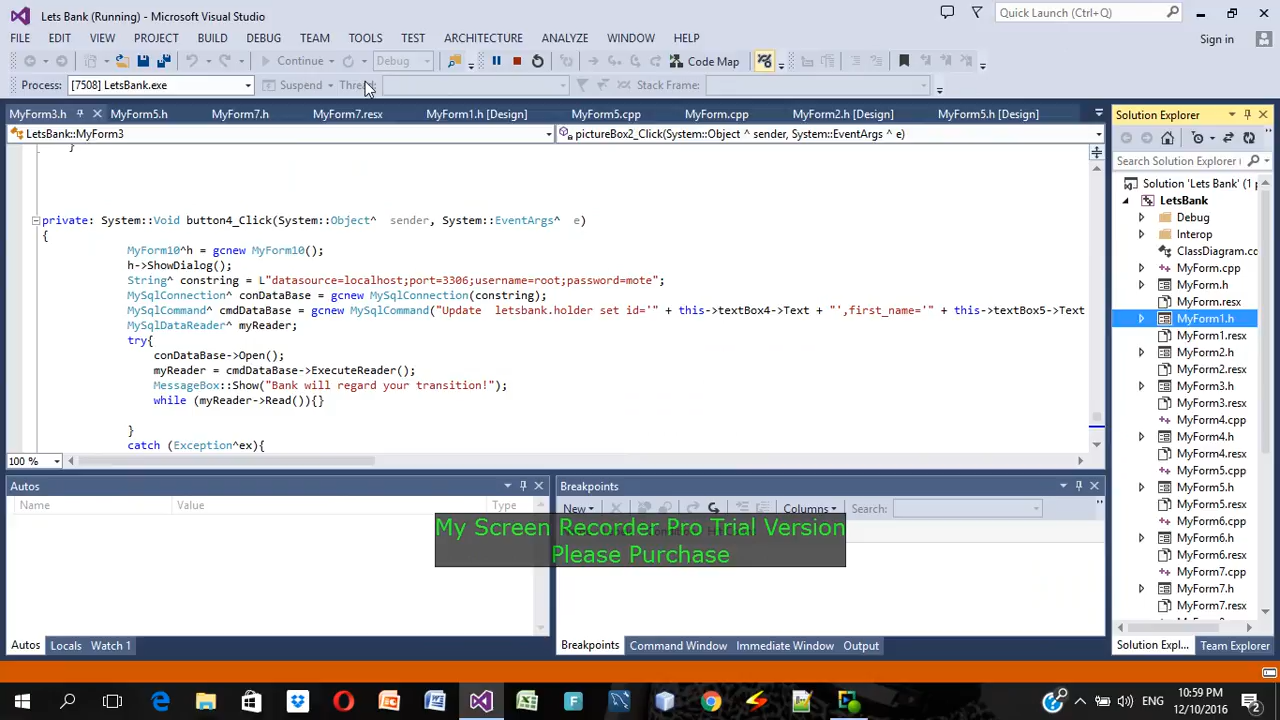 Lets Bank (Running) - Microsoft Visual Studio
Quick Launch (Ctrl+Q)
FILE EDIT VIEW PROJECT BUILD DEBUG TEAM TOOLS TEST ARCHITECTURE ANALYZE WINDOW HELP
Sign in
Continue Debug Code Map
Process: [7508] LetsBank.exe Suspend Stack Frame:
MyForm3.h MyForm5.h MyForm7.h MyForm7.resx MyForm1.h [Design] MyForm5.cpp MyForm.cpp MyForm2.h [Design] MyForm5.h [Design]
LetsBank::MyForm3 pictureBox2_Click(System::Object ^ sender, System::EventArgs ^ e)
}
private: System::Void button4_Click(System::Object^ sender, System::EventArgs^ e)
{
MyForm10^h = gcnew MyForm10();
h->ShowDialog();
String^ constring = L"datasource=localhost;port=3306;username=root;password=mote";
MySqlConnection^ conDataBase = gcnew MySqlConnection(constring);
MySqlCommand^ cmdDataBase = gcnew MySqlCommand("Update letsbank.holder set id='" + this->textBox4->Text + "',first_name='" + this->textBox5->Text
MySqlDataReader^ myReader;
try{
conDataBase->Open();
myReader = cmdDataBase->ExecuteReader();
MessageBox::Show("Bank will regard your transition!");
while (myReader->Read()){}
}
catch (Exception^ex){
100 %
Solution Explorer
Search Solution Explorer
Solution 'Lets Bank' (1 p
LetsBank
Debug
Interop
ClassDiagram.cd
MyForm.cpp
MyForm.h
MyForm.resx
MyForm1.h
MyForm1.resx
MyForm2.h
MyForm2.resx
MyForm3.h
MyForm3.resx
MyForm4.cpp
MyForm4.h
MyForm4.resx
MyForm5.cpp
MyForm5.h
MyForm5.resx
MyForm6.cpp
MyForm6.h
MyForm6.resx
MyForm7.cpp
MyForm7.h
MyForm7.resx
Solution Expl... Team Explorer
Autos
Name Value Type
Autos Locals Watch 1
Breakpoints
New Columns Search:
Breakpoints Command Window Immediate Window Output
My Screen Recorder Pro Trial Version
Please Purchase
ENG
10:59 PM
12/10/2016
2